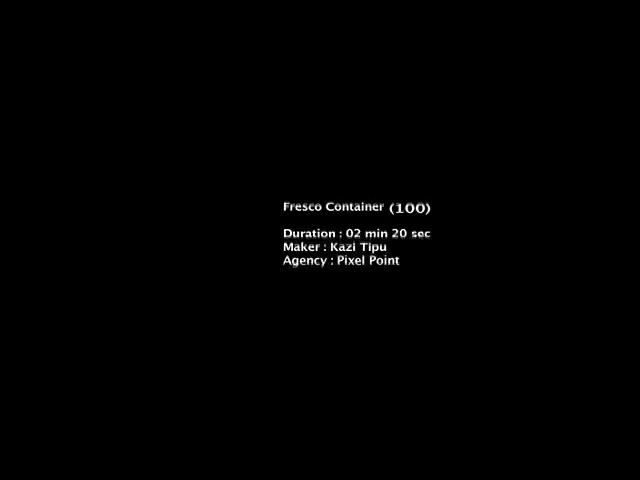 Fresco Container (100)
Duration : 02 min 20 sec
Maker : Kazi Tipu
Agency : Pixel Point